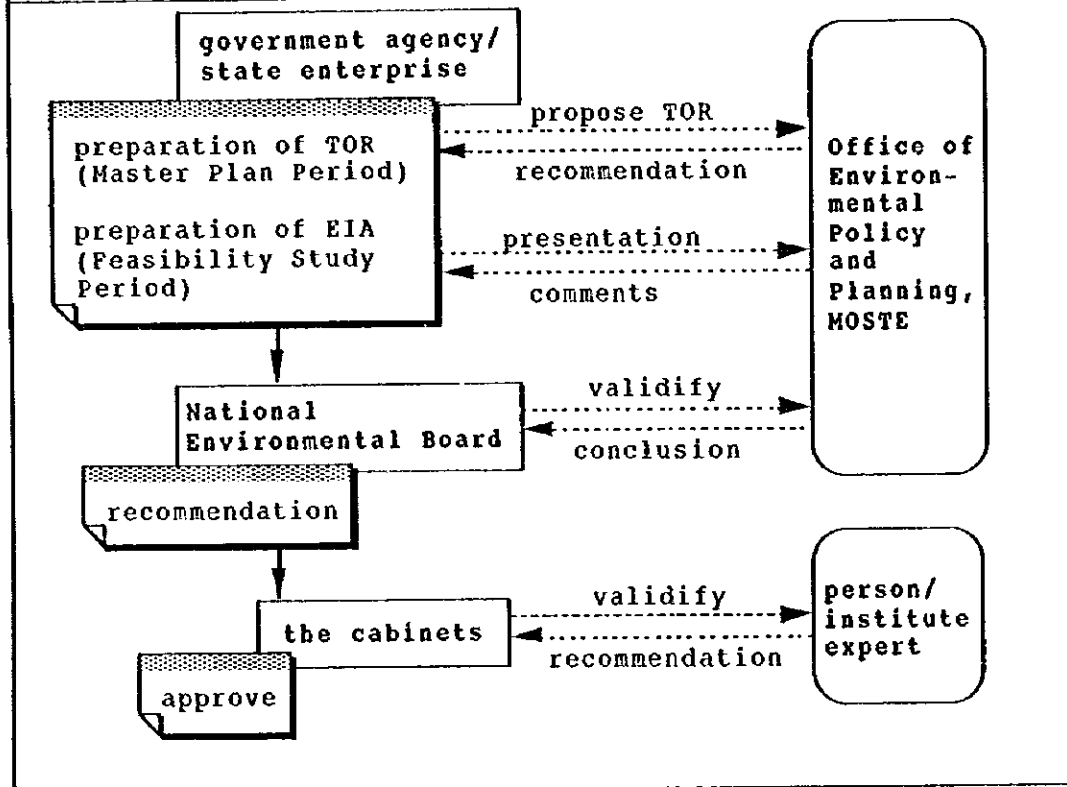 government agency/
state enterprise
preparation of TOR
(Master Plan Period)
preparation of EIA
(Feasibility Study
Period)
propose TOR
recommendation
presentation
comments
Office of
Environ-
mental
Policy
and
Planning,
MOSTE
National
Environmental Board
validify
conclusion
recommendation
the cabinets
validify
recommendation
person/
institute
expert
approve